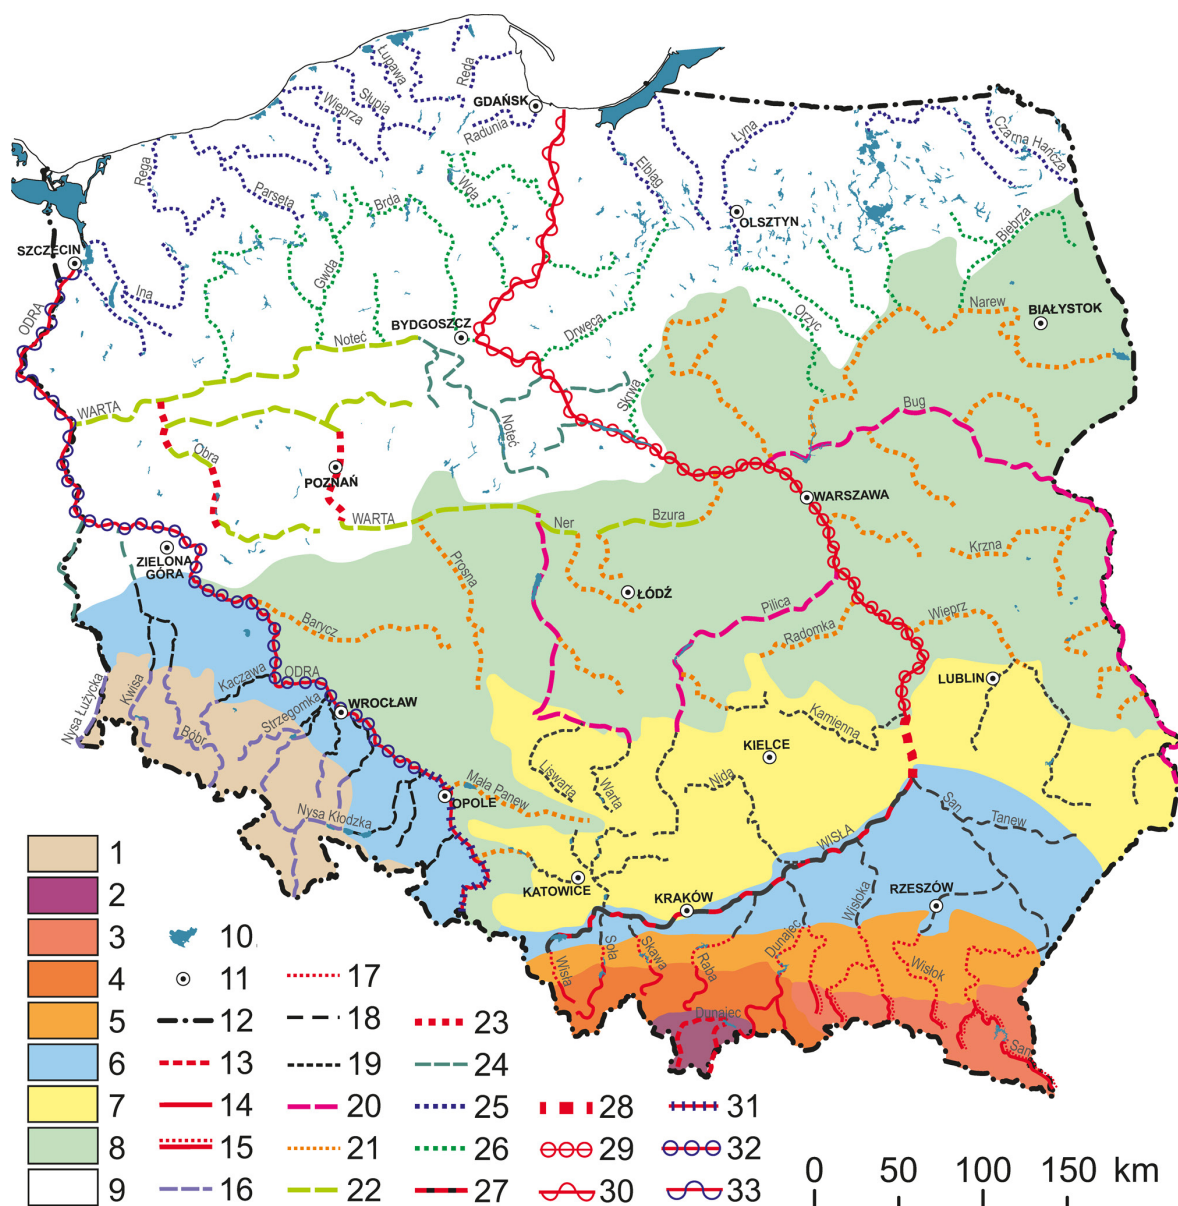 Łupawa
Słupia
Wieprza
Reda
GDAŃSK
Radunia
Rega
Parsęta
Brda
Wda
Elbląg
Łyna
Czarna Hańcza
OLSZTYN
Biebrza
SZCZECIN
Ina
ODRA
Gwda
BYDGOSZCZ
Noteć
Drwęca
Orzyc
Narew
BIAŁYSTOK
WARTA
Noteć
Skrwa
Bug
Obra
POZNAŃ
WARTA
Ner
Bzura
WARSZAWA
ZIELONA
GÓRA
Prosna
ŁÓDŹ
Pilica
Krzna
Barycz
Radomka
Wieprz
Nysa Łużycka
Kwisa
Kaczawa
ODRA
Bóbr
Strzegomka
WROCŁAW
LUBLIN
Kamienna
KIELCE
Liswarta
Warta
Nida
Mała Panew
OPOLE
Nysa Kłodzka
San
Tanew
WISŁA
KATOWICE
KRAKÓW
Wisłoka
RZESZÓW
Wisła
Soła
Skawa
Raba
Dunajec
Wisłok
Dunajec
San
1
2
3
4
5
6
7
8
9
10
11
12
13
14
15
16
17
18
19
20
21
22
23
24
25
26
27
28
29
30
31
32
33
0 50 100 150 km